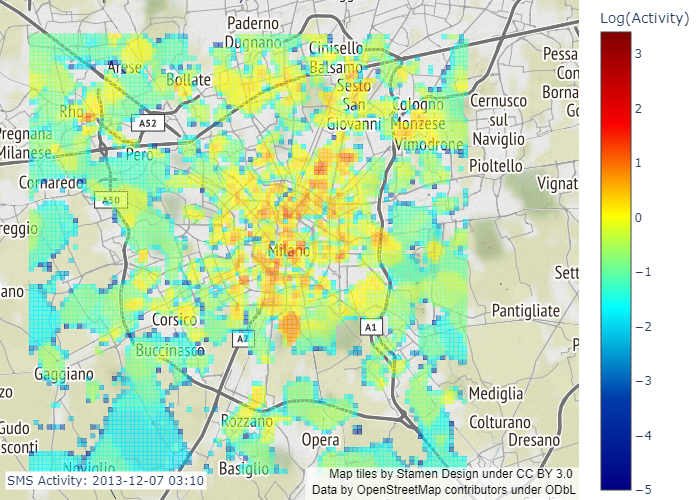 Log(Activity)
3
2
1
0
−1
−2
−3
−4
−5
Paderno
Dugnano
Cinisello
Balsamo
Sesto
San
Giovanni
Arese
Bollate
Rho
A52
Pero
Pregnana
Milanese
Cornaredo
A50
reggio
Cologno
Monzese
Vimodrone
Cernusco
sul
Naviglio
Pioltello
Pessa
Con
Borna
Go
Vignat
Milano
ano
Corsico
A7
A1
Buccinasco
Gaggiano
Sett
Pantigliate
P
zo
Gudo
sconti
Rozzano
Opera
Mediglia
Colturano
Dresano
Noviglio
Basiglio
SMS Activity: 2013-12-07 03:10
Map tiles by Stamen Design under CC BY 3.0
Data by OpenStreetMap contributors under ODbL